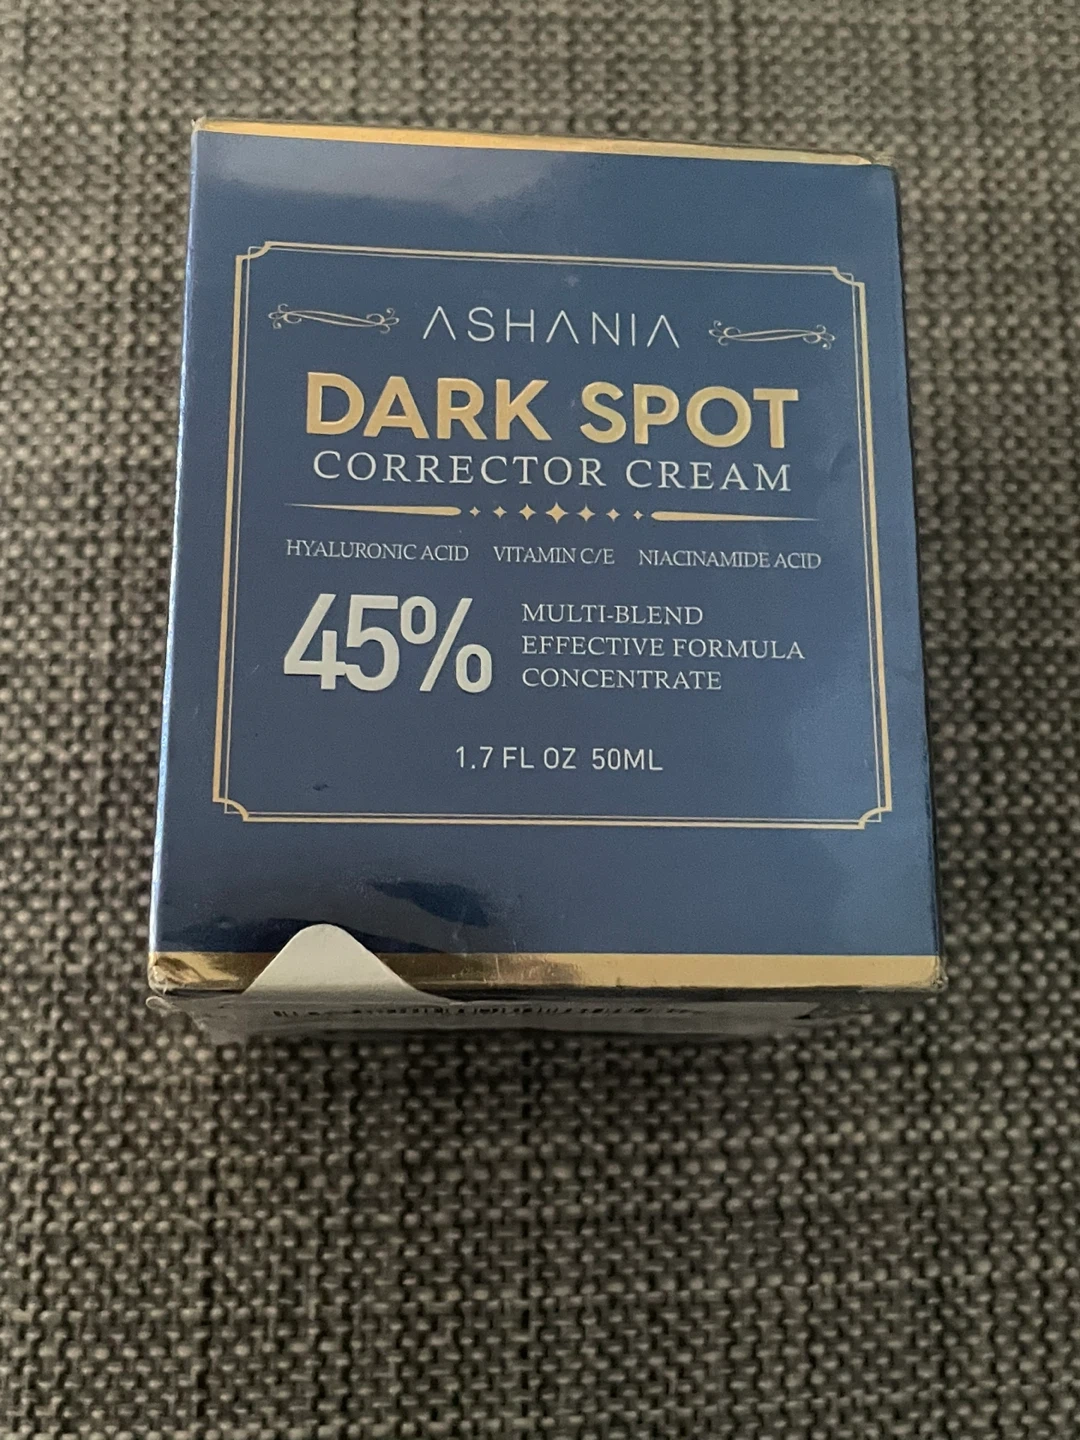 ASHANIA
DARK SPOT
CORRECTOR CREAM
HYALURONIC ACID VITAMIN C/E NIACINAMIDE ACID
45%
MULTI-BLEND
EFFECTIVE FORMULA
CONCENTRATE
1.7 FL OZ 50ML